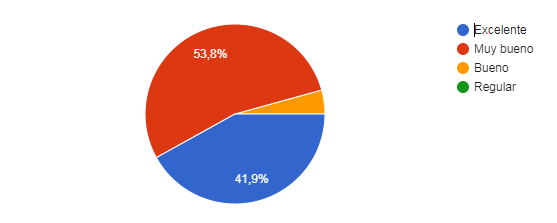 53,8%
41,9%
Excelente
Muy bueno
Bueno
Regular